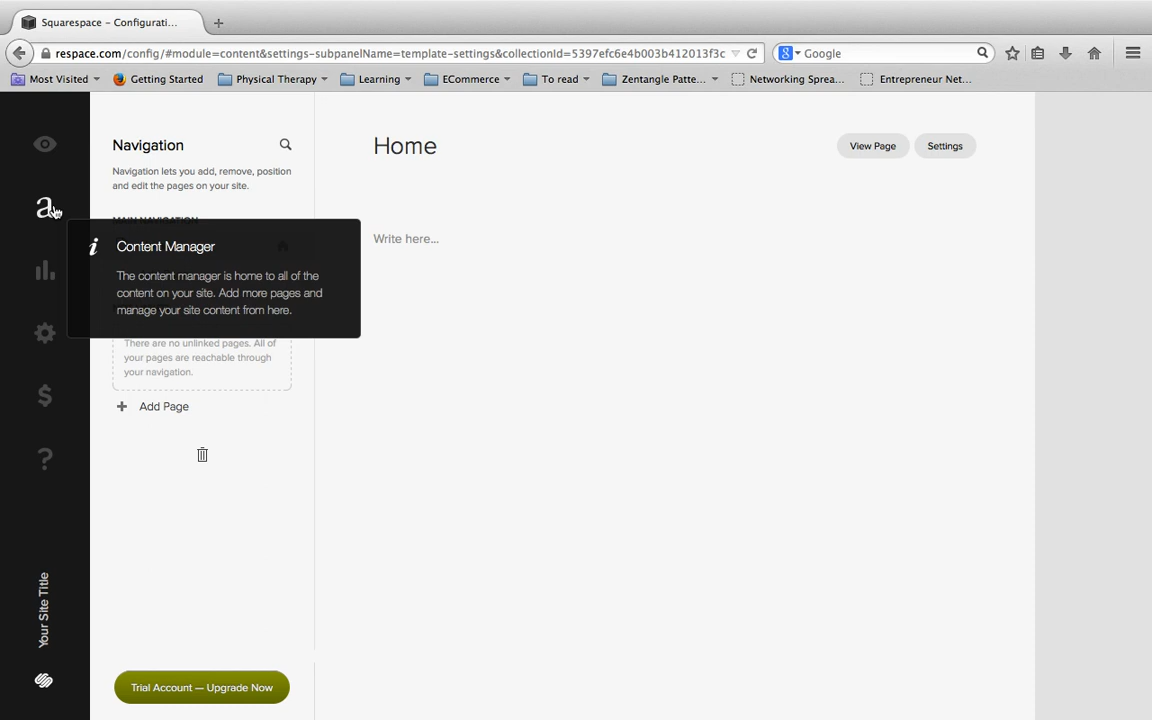 Squarespace - Configurati...
respace.com/config/#module=content&settings-subpanelName=template-settings&collectionId=5397efc6e4b003b412013f3c
Google
Most Visited
Getting Started
Physical Therapy
Learning
ECommerce
To read
Zentangle Patte...
Networking Sprea...
Entrepreneur Net...
Navigation
Navigation lets you add, remove, position
and edit the pages on your site.
MAIN NAVIGATION
Home
View Page
Settings
Write here...
a
i
Content Manager
The content manager is home to all of the
content on your site. Add more pages and
manage your site content from here.
There are no unlinked pages. All of
your pages are reachable through
your navigation.
+ Add Page
$
?
Your Site Title
Trial Account — Upgrade Now